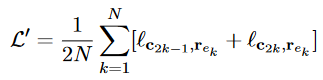 $$\mathcal{L}' = \frac{1}{2N} \sum_{k=1}^{N} [\ell_{\mathbf{c}_{2k-1}, \mathbf{r}_{e_k}} + \ell_{\mathbf{c}_{2k}, \mathbf{r}_{e_k}}]$$